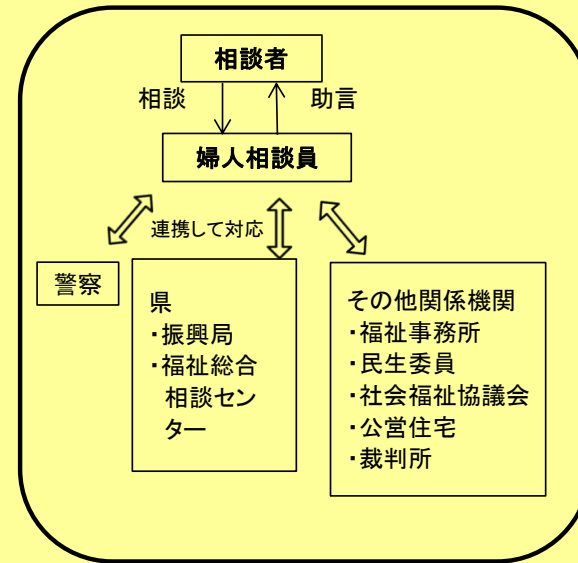 相談者
相談
助言
婦人相談員
連携して対応
警察
県
・振興局
・福祉総合
相談セン
ター
その他関係機関
・福祉事務所
・民生委員
・社会福祉協議会
・公営住宅
・裁判所